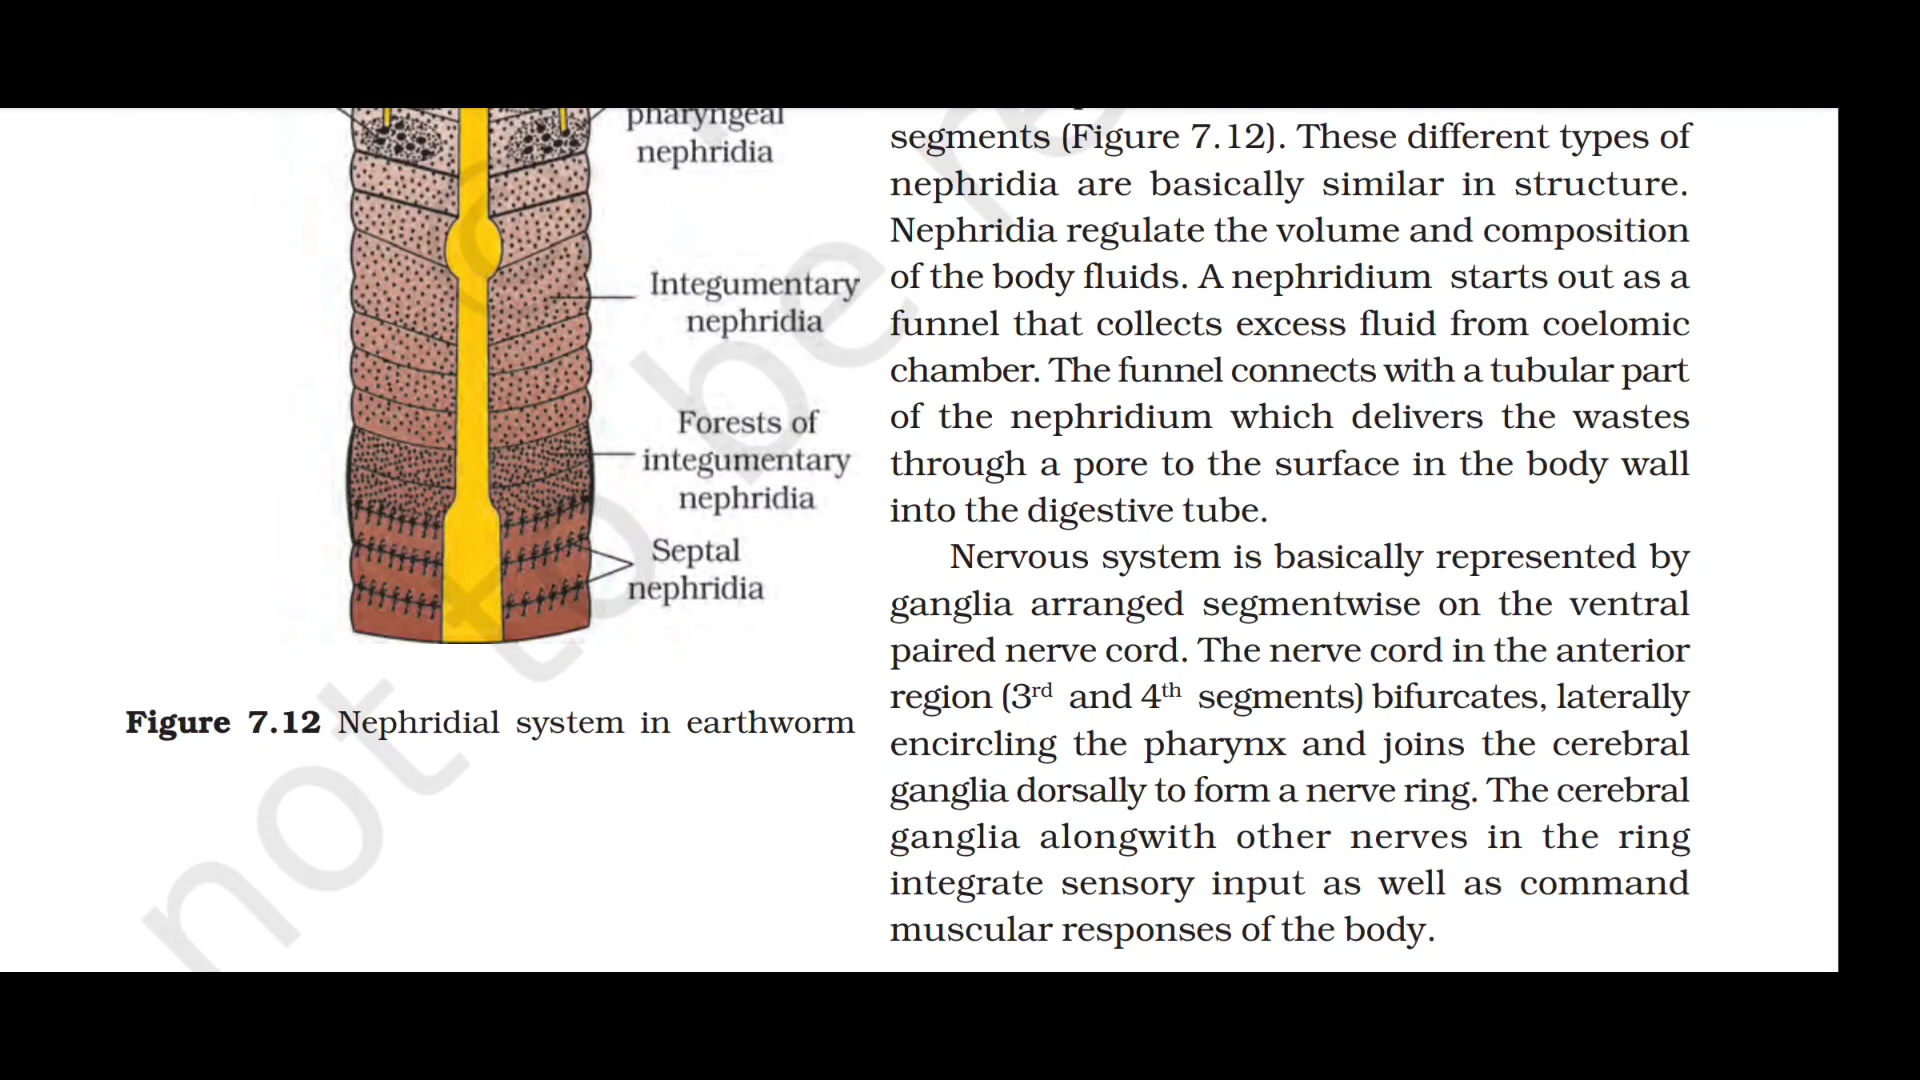 pharyngeal
nephridia
Integumentary
nephridia
Forests of
integumentary
nephridia
Septal
nephridia
Figure 7.12 Nephridial system in earthworm
segments (Figure 7.12). These different types of
nephridia are basically similar in structure.
Nephridia regulate the volume and composition
of the body fluids. A nephridium starts out as a
funnel that collects excess fluid from coelomic
chamber. The funnel connects with a tubular part
of the nephridium which delivers the wastes
through a pore to the surface in the body wall
into the digestive tube.
Nervous system is basically represented by
ganglia arranged segmentwise on the ventral
paired nerve cord. The nerve cord in the anterior
region (3rd and 4th segments) bifurcates, laterally
encircling the pharynx and joins the cerebral
ganglia dorsally to form a nerve ring. The cerebral
ganglia alongwith other nerves in the ring
integrate sensory input as well as command
muscular responses of the body.
not to be re